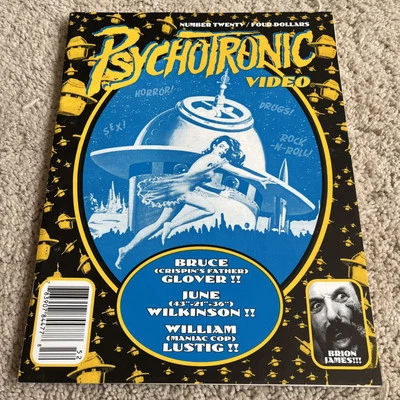 NUMBER TWENTY / FOUR DOLLARS
PSYCHOTRONIC
VIDEO
HORROR!
SEX!
DRUGS!
ROCK
-N-ROLL!
BRUCE
(CRISPIN'S FATHER)
GLOVER !!
JUNE
(43"-21"-36")
WILKINSON !!
WILLIAM
(MANIAC COP)
LUSTIG !!
BRION
JAMES!!!
52